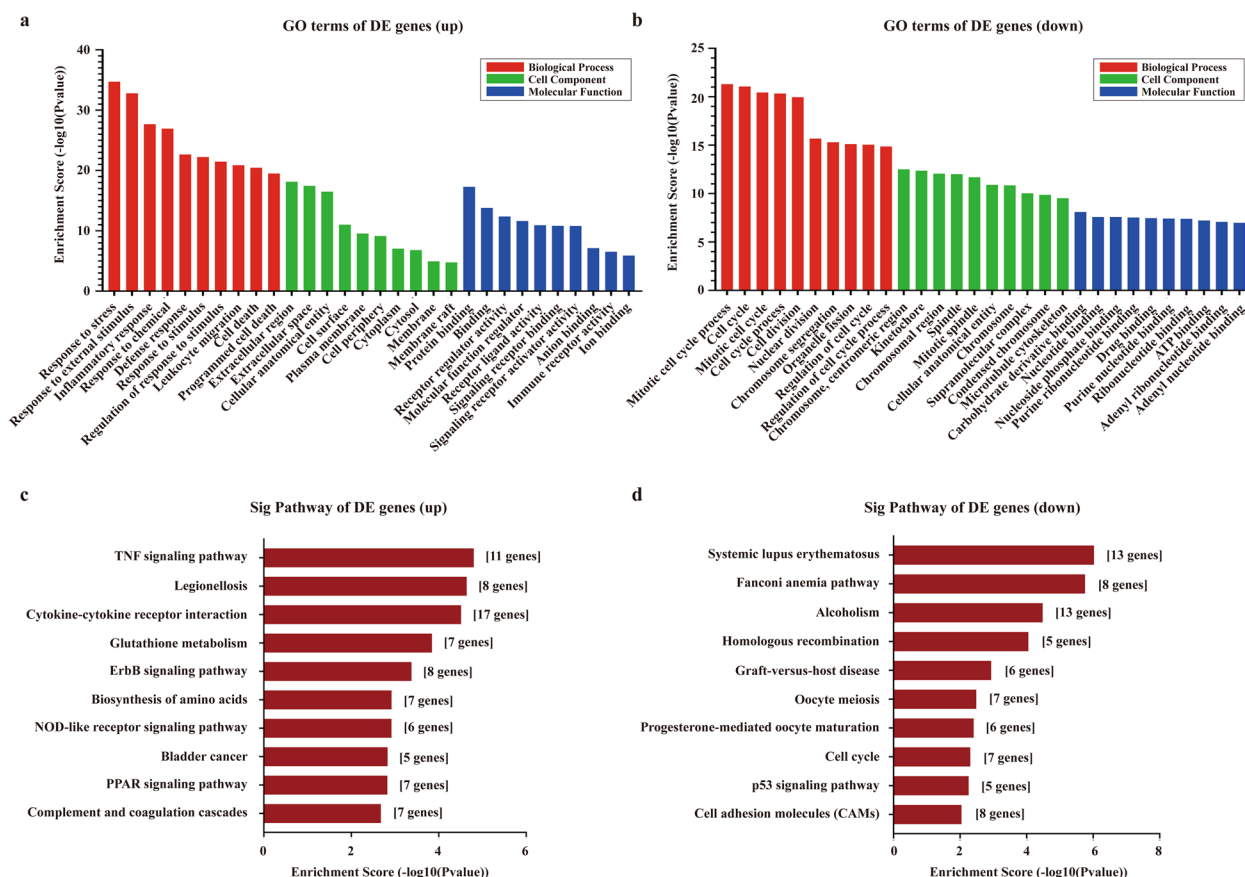 a
GO terms of DE genes (up)
40
30
20
10
0
Enrichment Score (-log10(Pvalue))
Biological Process
Cell Component
Molecular Function
Response to stress
Response to external stimulus
Inflammatory response
Response to chemical
Defense response
Response to stimulus
Regulation of response to stimulus
Leukocyte migration
Cell death
Programmed cell death
Extracellular region
Extracellular space
Cellular anatomical entity
Cell surface
Plasma membrane
Cell periphery
Cytoplasm
Cytosol
Membrane
Membrane raft
Protein binding
Binding
Receptor regulator activity
Molecular function regulator
Receptor ligand activity
Signaling receptor binding
Signaling receptor activator activity
Anion binding
Immune receptor activity
Ion binding
b
GO terms of DE genes (down)
25
20
15
10
5
0
Enrichment Score (-log10(Pvalue))
Biological Process
Cell Component
Molecular Function
Mitotic cell cycle process
Cell cycle
Mitotic cell cycle
Cell cycle process
Cell division
Nuclear division
Chromosome segregation
Organelle fission
Regulation of cell cycle
Regulation of cell cycle process
Chromosome, centromeric region
Kinetochore
Chromosomal region
Spindle
Mitotic spindle
Cellular anatomical entity
Chromosome
Supramolecular complex
Condensed chromosome
Microtubule cytoskeleton
Carbohydrate derivative binding
Nucleotide binding
Nucleoside phosphate binding
Purine ribonucleotide binding
Drug binding
Purine nucleotide binding
Ribonucleotide binding
ATP binding
Adenyl ribonucleotide binding
Adenyl nucleotide binding
c
Sig Pathway of DE genes (up)
TNF signaling pathway [11 genes]
Legionellosis [8 genes]
Cytokine-cytokine receptor interaction [17 genes]
Glutathione metabolism [7 genes]
ErbB signaling pathway [8 genes]
Biosynthesis of amino acids [7 genes]
NOD-like receptor signaling pathway [6 genes]
Bladder cancer [5 genes]
PPAR signaling pathway [7 genes]
Complement and coagulation cascades [7 genes]
0 2 4 6
Enrichment Score (-log10(Pvalue))
d
Sig Pathway of DE genes (down)
Systemic lupus erythematosus [13 genes]
Fanconi anemia pathway [8 genes]
Alcoholism [13 genes]
Homologous recombination [5 genes]
Graft-versus-host disease [6 genes]
Oocyte meiosis [7 genes]
Progesterone-mediated oocyte maturation [6 genes]
Cell cycle [7 genes]
p53 signaling pathway [5 genes]
Cell adhesion molecules (CAMs) [8 genes]
0 2 4 6 8
Enrichment Score (-log10(Pvalue))